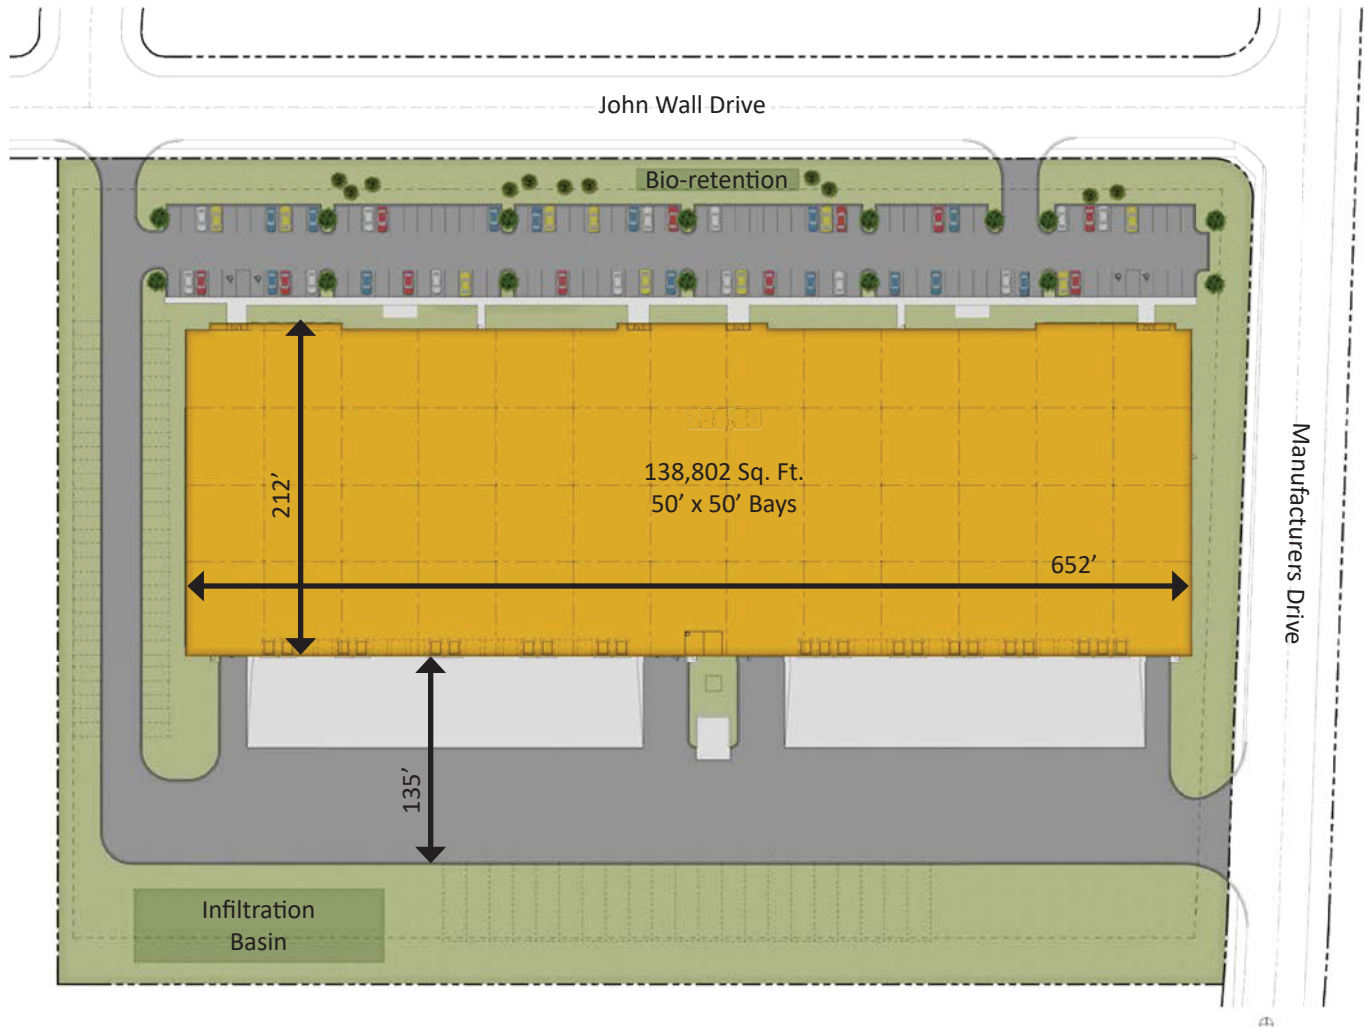 John Wall Drive
Bio-retention
138,802 Sq. Ft.
50’ x 50’ Bays
212’
652’
Manufacturers Drive
135’
Infiltration
Basin